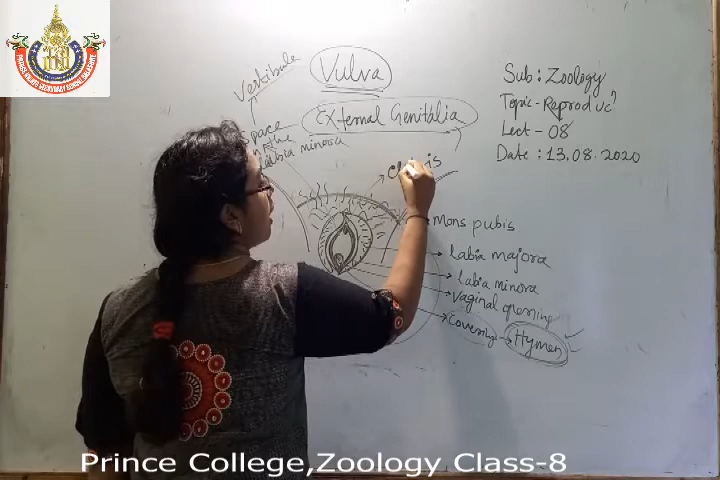 Vestibule
Vulva
External Genitalia
Space
labia minora
Mons pubis
labia majora
labia minora
Vaginal opening
Covering
Hymen
Sub: Zoology
Topic-Reproducⁿ
Lect - 08
Date : 13.08.2020
Prince College,Zoology Class-8